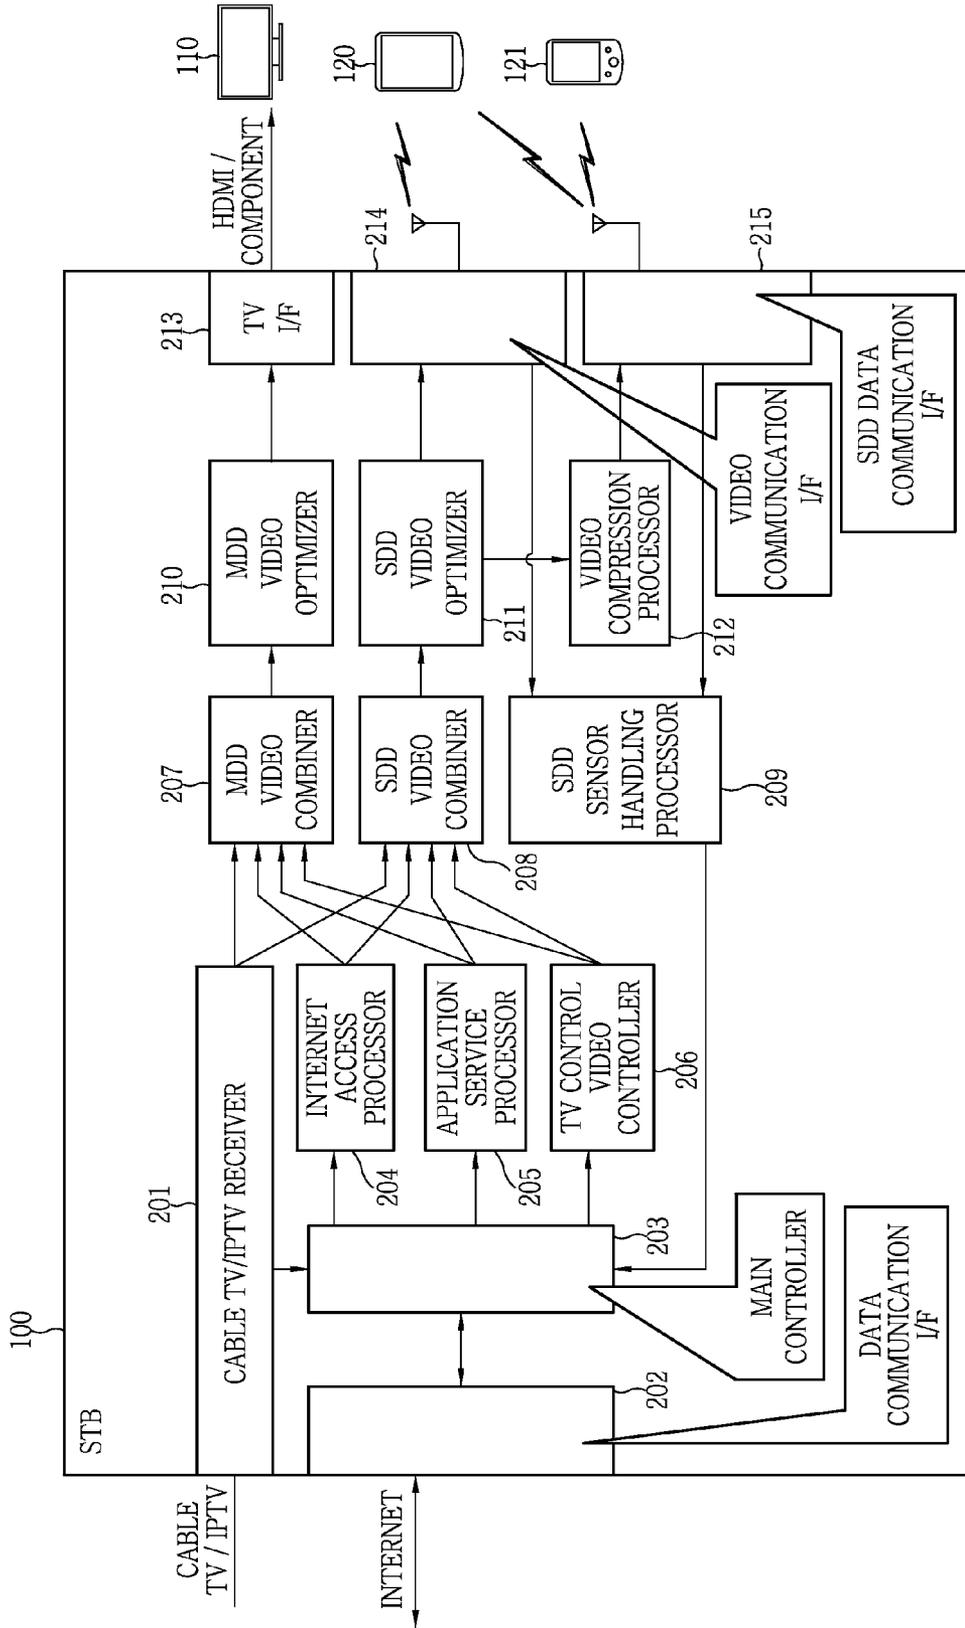 100
STB
CABLE
TV / IPTV
INTERNET
201
CABLE TV/IPTV RECEIVER
202
DATA
COMMUNICATION
I/F
203
MAIN
CONTROLLER
204
INTERNET
ACCESS
PROCESSOR
205
APPLICATION
SERVICE
PROCESSOR
206
TV CONTROL
VIDEO
CONTROLLER
207
MDD
VIDEO
COMBINER
208
SDD
VIDEO
COMBINER
209
SDD
SENSOR
HANDLING
PROCESSOR
210
MDD
VIDEO
OPTIMIZER
211
SDD
VIDEO
OPTIMIZER
212
VIDEO
COMPRESSION
PROCESSOR
213
TV
I/F
214
VIDEO
COMMUNICATION
I/F
215
SDD DATA
COMMUNICATION
I/F
HDMI /
COMPONENT
110
120
121